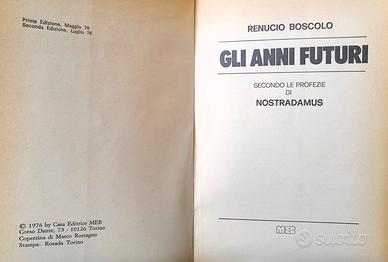 Prima Edizione, Maggio 76
Seconda Edizione, Luglio 76
© 1976 by Casa Editrice MEB
Corso Dante, 73 - 10126 Torino
Copertina di Marco Rostagno
Stampa: Rosada Torino
RENUCIO BOSCOLO
GLI ANNI FUTURI
SECONDO LE PROFEZIE
DI
NOSTRADAMUS
MEB
subito